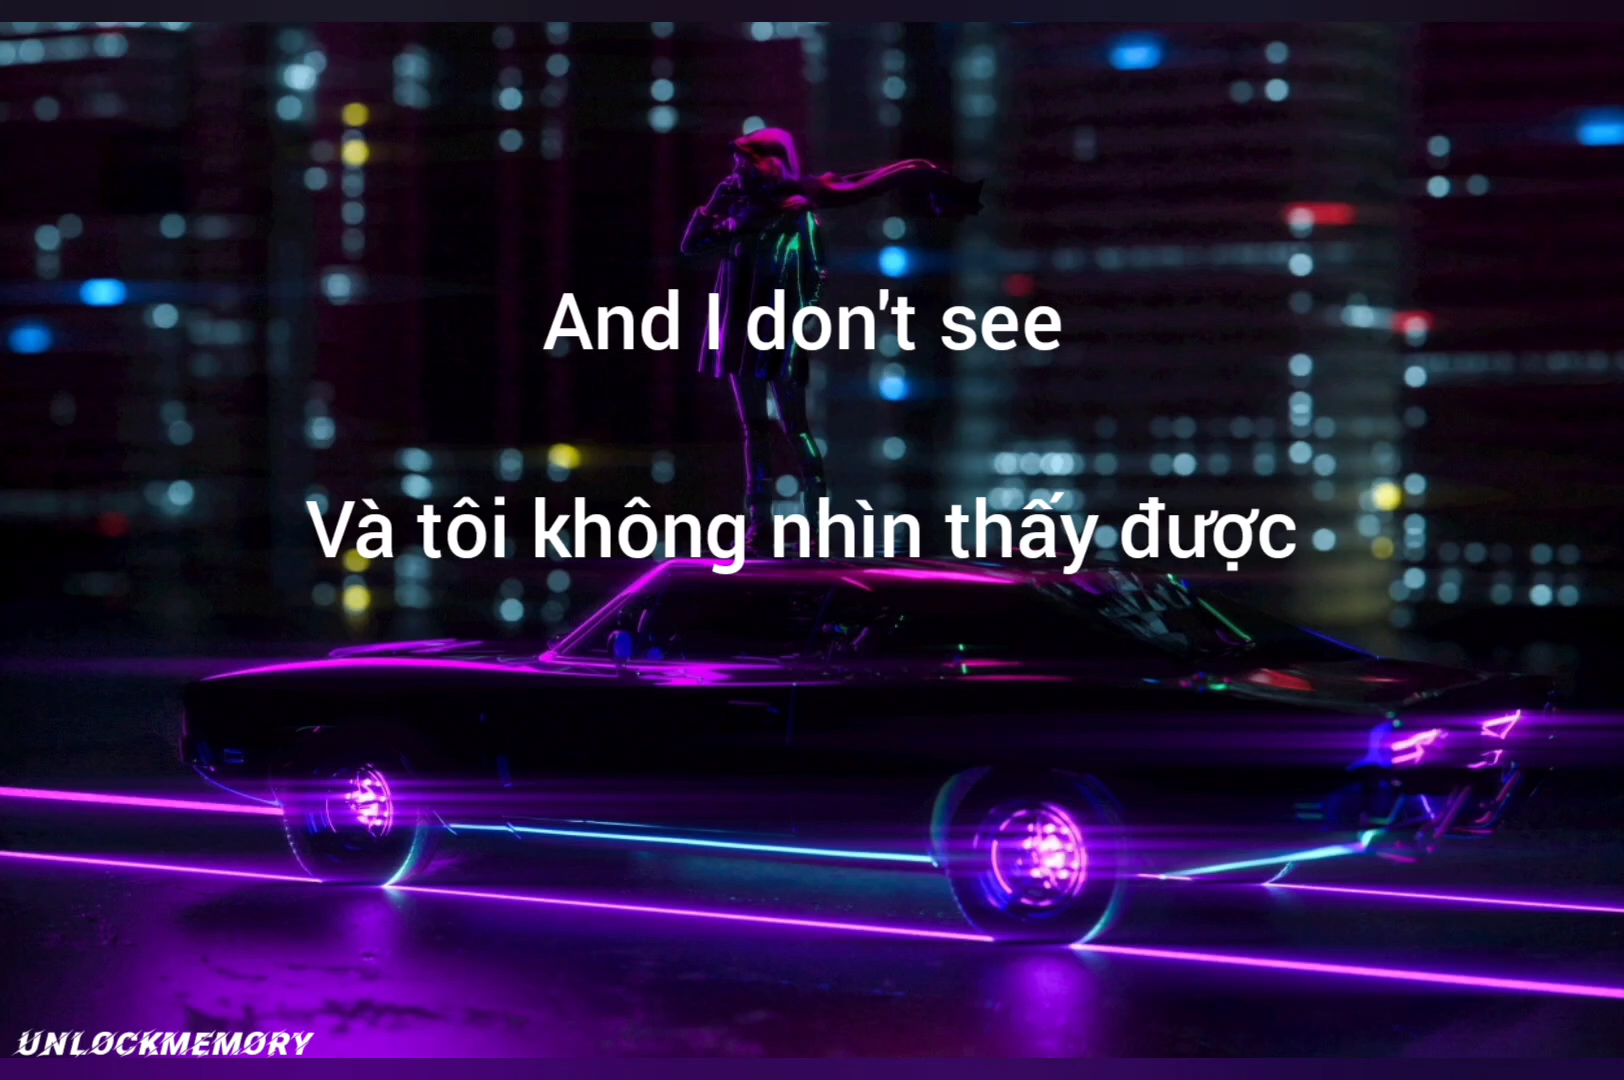 And I don't see
Và tôi không nhìn thấy được
UNLOCKMEMORY